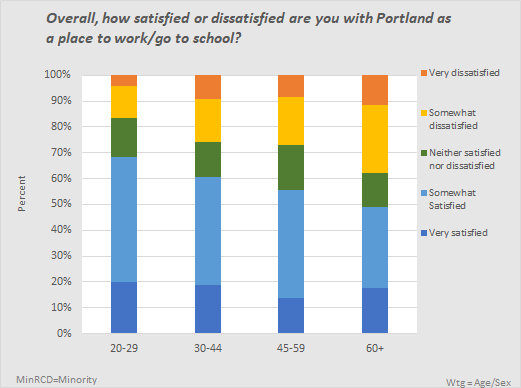 Overall, how satisfied or dissatisfied are you with Portland as
a place to work/go to school?
100%
90%
80%
70%
60%
50%
40%
30%
20%
10%
0%
Percent
20-29
30-44
45-59
60+
Very dissatisfied
Somewhat
dissatisfied
Neither satisfied
nor dissatisfied
Somewhat
Satisfied
Very satisfied
MinRCD=Minority
Wtg = Age/Sex